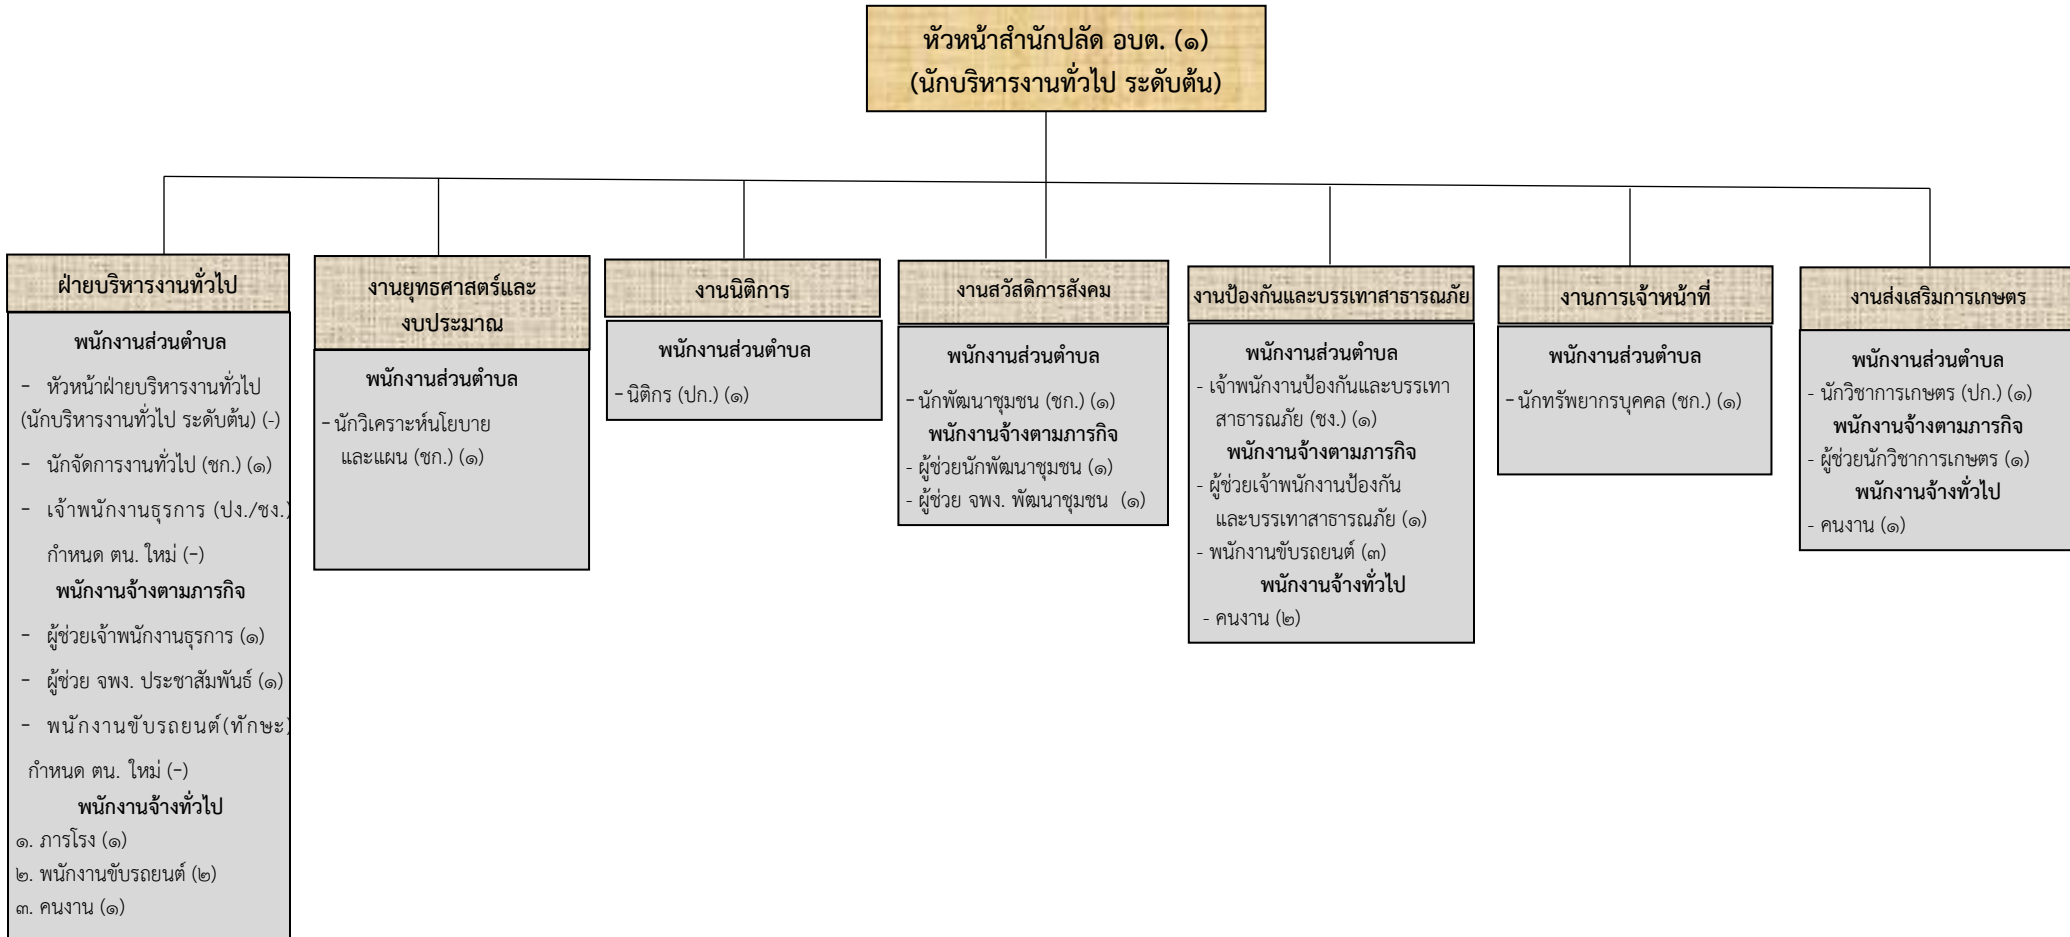 หัวหน้าสำนักปลัด อบต. (๑)
(นักบริหารงานทั่วไป ระดับต้น)
ฝ่ายบริหารงานทั่วไป
พนักงานส่วนตำบล
- หัวหน้าฝ่ายบริหารงานทั่วไป
(นักบริหารงานทั่วไป ระดับต้น) (-)
- นักจัดการงานทั่วไป (ชก.) (๑)
- เจ้าพนักงานธุรการ (ปง./ชง.)
กำหนด ตน. ใหม่ (-)
พนักงานจ้างตามภารกิจ
- ผู้ช่วยเจ้าพนักงานธุรการ (๑)
- ผู้ช่วย จพง. ประชาสัมพันธ์ (๑)
- พนักงานขับรถยนต์(ทักษะ)
กำหนด ตน. ใหม่ (-)
พนักงานจ้างทั่วไป
๑. ภารโรง (๑)
๒. พนักงานขับรถยนต์ (๒)
๓. คนงาน (๑)
งานยุทธศาสตร์และ
งบประมาณ
พนักงานส่วนตำบล
- นักวิเคราะห์นโยบาย
และแผน (ชก.) (๑)
งานนิติการ
พนักงานส่วนตำบล
- นิติกร (ปก.) (๑)
งานสวัสดิการสังคม
พนักงานส่วนตำบล
- นักพัฒนาชุมชน (ชก.) (๑)
พนักงานจ้างตามภารกิจ
- ผู้ช่วยนักพัฒนาชุมชน (๑)
- ผู้ช่วย จพง. พัฒนาชุมชน (๑)
งานป้องกันและบรรเทาสาธารณภัย
พนักงานส่วนตำบล
- เจ้าพนักงานป้องกันและบรรเทา
สาธารณภัย (ชง.) (๑)
พนักงานจ้างตามภารกิจ
- ผู้ช่วยเจ้าพนักงานป้องกัน
และบรรเทาสาธารณภัย (๑)
- พนักงานขับรถยนต์ (๓)
พนักงานจ้างทั่วไป
- คนงาน (๒)
งานการเจ้าหน้าที่
พนักงานส่วนตำบล
- นักทรัพยากรบุคคล (ชก.) (๑)
งานส่งเสริมการเกษตร
พนักงานส่วนตำบล
- นักวิชาการเกษตร (ปก.) (๑)
พนักงานจ้างตามภารกิจ
- ผู้ช่วยนักวิชาการเกษตร (๑)
พนักงานจ้างทั่วไป
- คนงาน (๑)